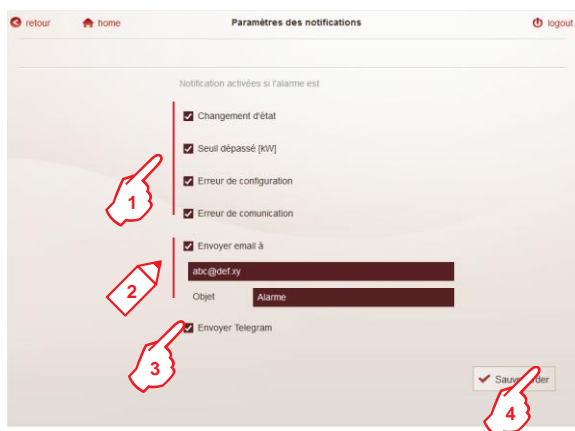 retour home Paramètres des notifications logout
Notification activées si l'alarme est
Changement d'état
Seuil dépassé [kW]
Erreur de configuration
1
Erreur de comunication
Envoyer email à
abc@def.xy
2
Objet Alarme
Envoyer Telegram
3
4